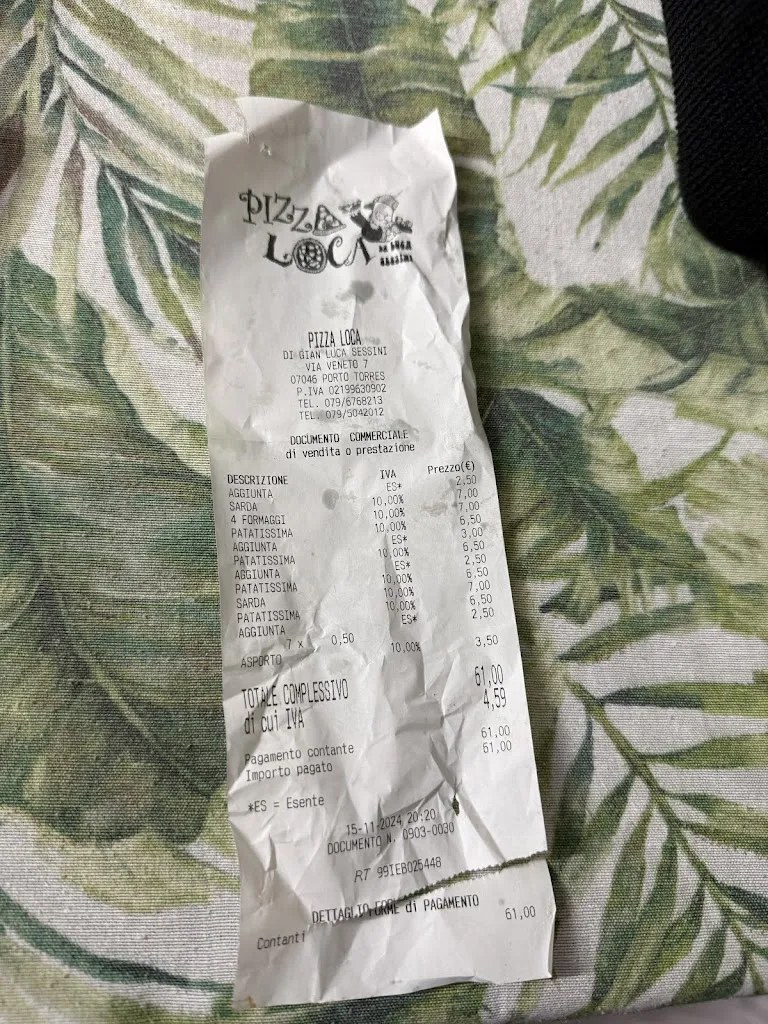 PIZZA
LOCA
DI LUCA
SESSINI
PIZZA LOCA
DI GIAN LUCA SESSINI
VIA VENETO 7
07046 PORTO TORRES
P.IVA 02199630902
TEL. 079/6768213
TEL. 079/5042012
DOCUMENTO COMMERCIALE
di vendita o prestazione
DESCRIZIONE IVA Prezzo(€)
AGGIUNTA ES* 2,50
SARDA 10,00% 7,00
4 FORMAGGI 10,00% 7,00
PATATISSIMA 10,00% 6,50
AGGIUNTA ES* 3,00
PATATISSIMA 10,00% 6,50
AGGIUNTA ES* 2,50
PATATISSIMA 10,00% 6,50
SARDA 10,00% 7,00
PATATISSIMA 10,00% 6,50
AGGIUNTA ES* 2,50
7 x 0,50
ASPORTO 10,00% 3,50
TOTALE COMPLESSIVO 61,00
di cui IVA 4,59
Pagamento contante 61,00
Importo pagato 61,00
*ES = Esente
15-11-2024 20:20
DOCUMENTO N. 0903-0030
RT 99IEB025448
DETTAGLIO FORME di PAGAMENTO
Contanti 61,00